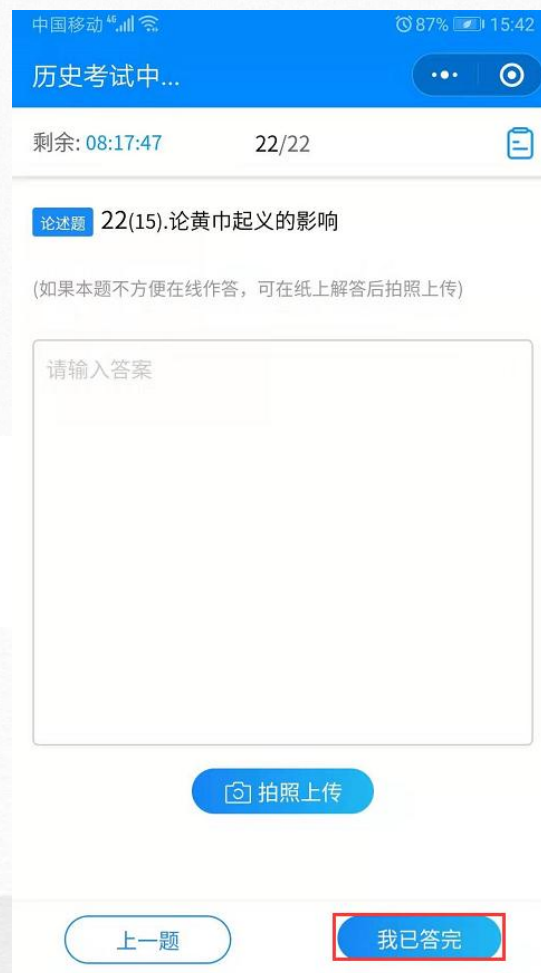 中国移动 46 87% 15:42
历史考试中...
剩余: 08:17:47 22/22
论述题 22(15).论黄巾起义的影响
(如果本题不方便在线作答，可在纸上解答后拍照上传)
请输入答案
拍照上传
上一题 我已答完